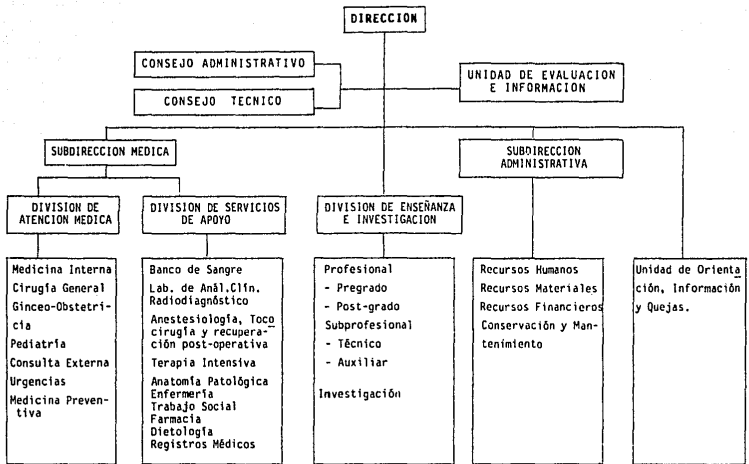 DIRECCION
CONSEJO ADMINISTRATIVO
CONSEJO TECNICO
UNIDAD DE EVALUACION
E INFORMACION
SUBDIRECCION MEDICA
SUBDIRECCION
ADMINISTRATIVA
DIVISION DE
ATENCION MEDICA
DIVISION DE SERVICIOS
DE APOYO
DIVISION DE ENSEÑANZA
E INVESTIGACION
Medicina Interna
Cirugía General
Ginceo-Obstetri-
cia
Pediatría
Consulta Externa
Urgencias
Medicina Preven-
tiva
Banco de Sangre
Lab. de Anál.Clín.
Radiodiagnóstico
Anestesiología, Toco
cirugía y recupera-
ción post-operativa
Terapia Intensiva
Anatomía Patológica
Enfermería
Trabajo Social
Farmacia
Dietología
Registros Médicos
Profesional
- Pregrado
- Post-grado
Subprofesional
- Técnico
- Auxiliar
Investigación
Recursos Humanos
Recursos Materiales
Recursos Financieros
Conservación y Man-
tenimiento
Unidad de Orienta
ción, Información
y Quejas.